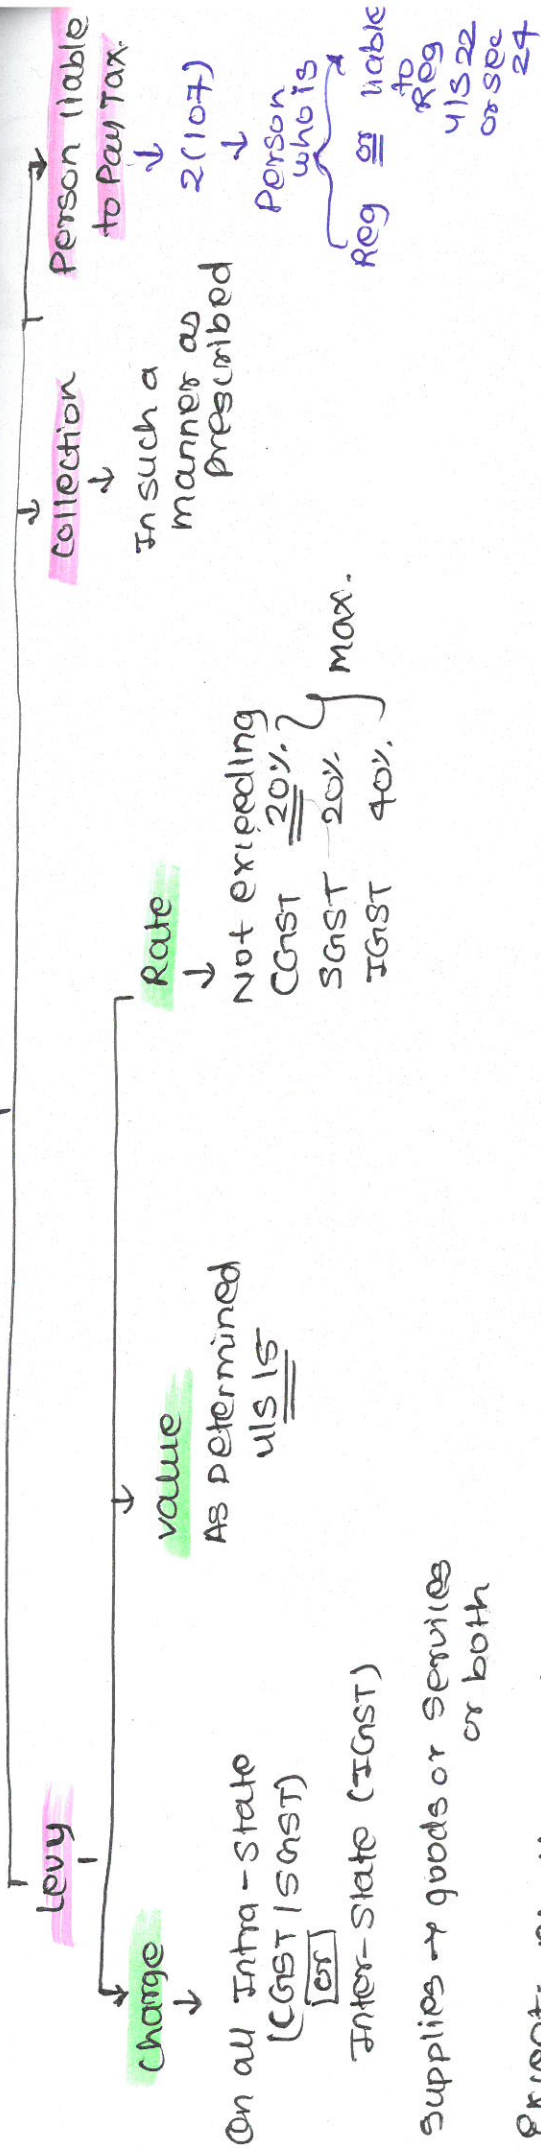 Levy
Collection
Person liable
to Pay Tax.
Charge
On all Intra-State
(CGST/SGST)
or
Inter-State (IGST)
Supplies → goods or services
or both
Value
As Determined
U/S 15
Rate
Not exceeding
CGST 20%
SGST 20%
IGST 40%
max.
In such a
manner as
prescribed
2(107)
Person
who is
Reg or liable
to
Reg
U/S 22
or sec
24